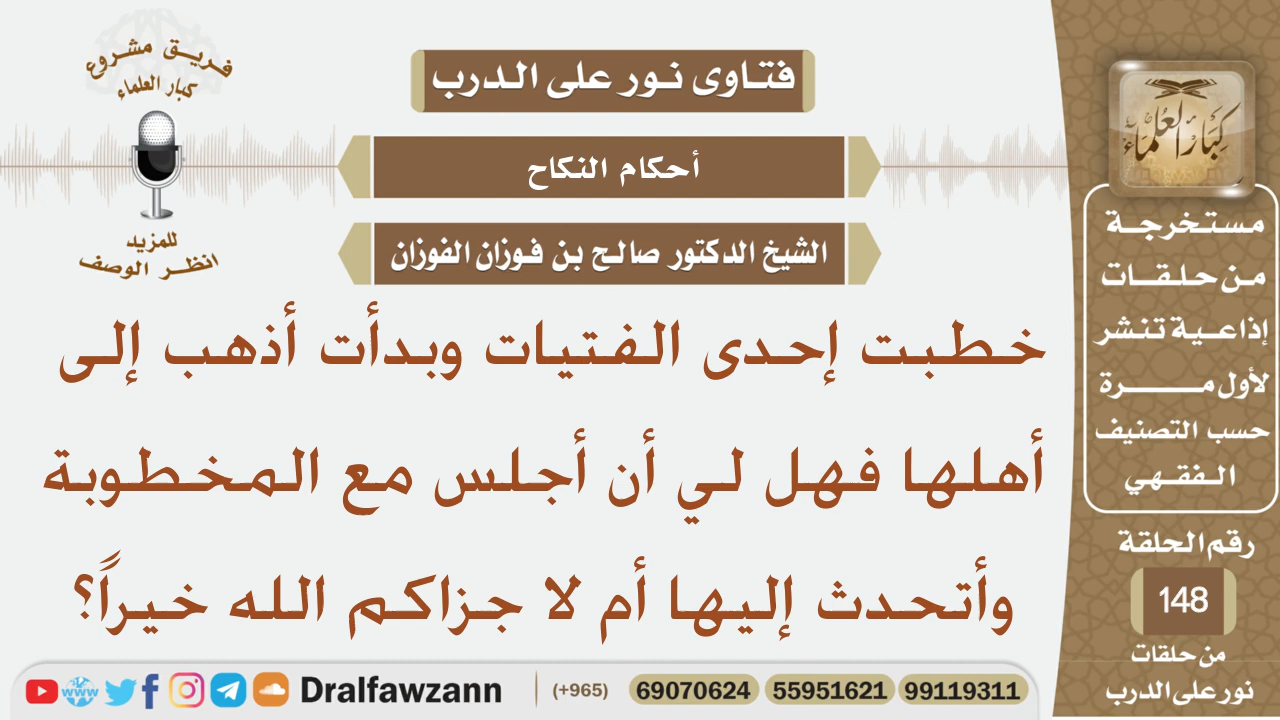 فريق مشروع
كبار العلماء
للمزيد
انظر الوصف
فتاوى نور على الدرب
أحكام النكاح
الشيخ الدكتور صالح بن فوزان الفوزان
خطبت إحدى الفتيات وبدأت أذهب إلى
أهلها فهل لي أن أجلس مع المخطوبة
وأتحدث إليها أم لا جزاكم الله خيراً؟
كبار العلماء
مستخرجة
من حلقات
إذاعية تنشر
لأول مرة
حسب التصنيف
الفقهي
رقم الحلقة
148
من حلقات
نور على الدرب
www
Dralfawzann
(+965)
69070624
55951621
99119311